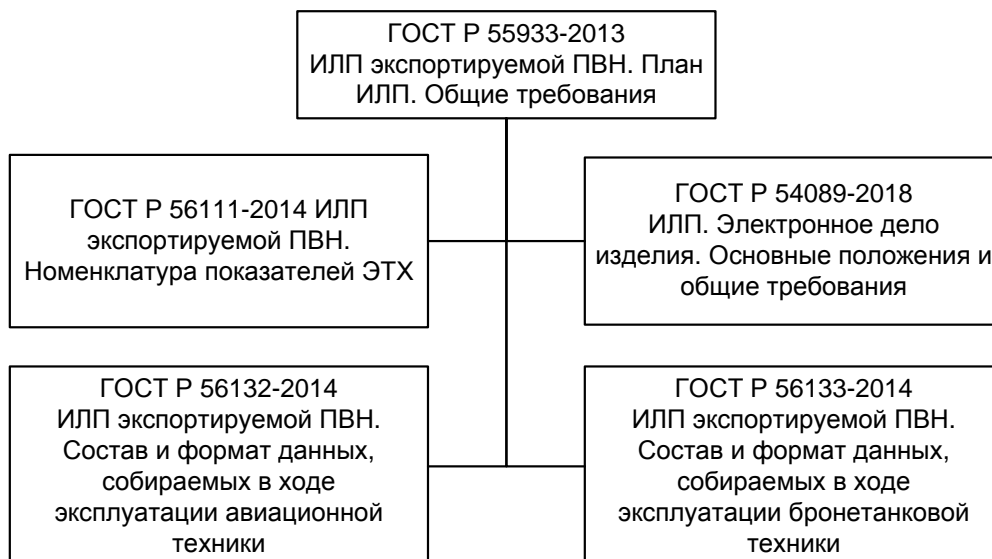 ГОСТ Р 55933-2013
ИЛП экспортируемой ПВН. План
ИЛП. Общие требования
ГОСТ Р 56111-2014 ИЛП
экспортируемой ПВН.
Номенклатура показателей ЭТХ
ГОСТ Р 54089-2018
ИЛП. Электронное дело
изделия. Основные положения и
общие требования
ГОСТ Р 56132-2014
ИЛП экспортируемой ПВН.
Состав и формат данных,
собираемых в ходе
эксплуатации авиационной
техники
ГОСТ Р 56133-2014
ИЛП экспортируемой ПВН.
Состав и формат данных,
собираемых в ходе
эксплуатации бронетанковой
техники